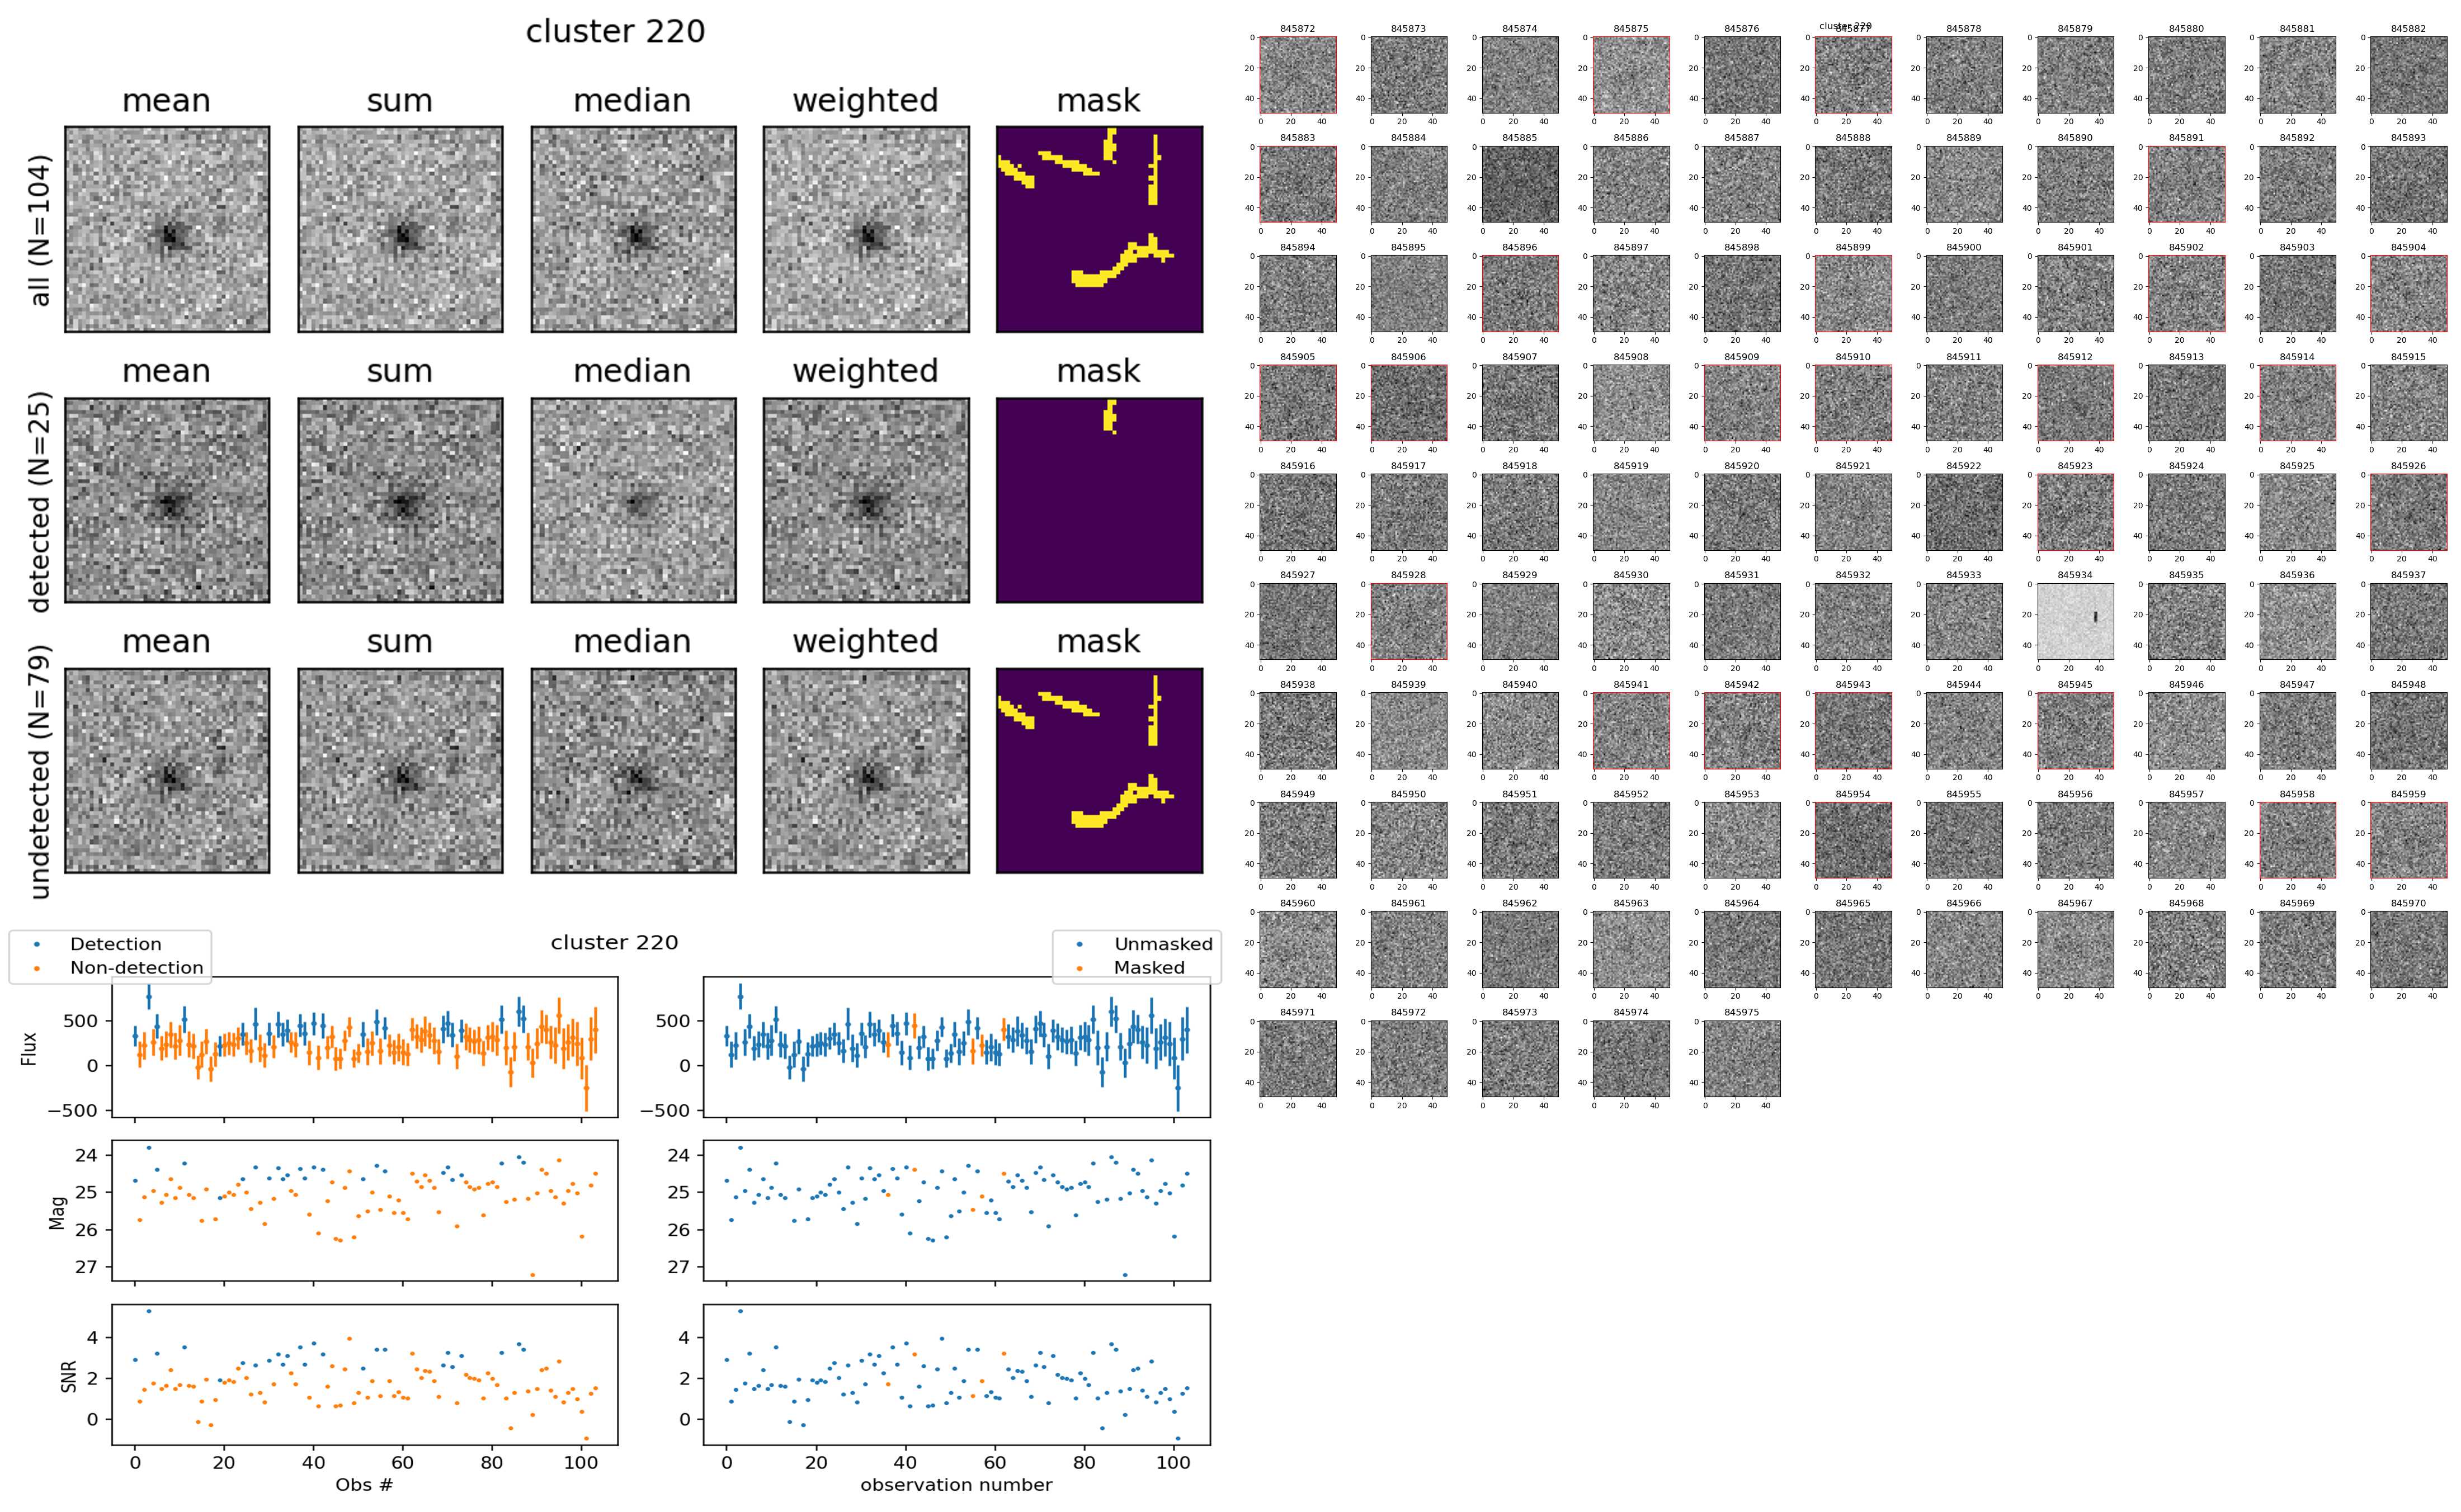 cluster 220
mean sum median weighted mask
all (N=104)
mean sum median weighted mask
detected (N=25)
mean sum median weighted mask
undetected (N=79)
cluster 220
Detection
Non-detection
Unmasked
Masked
Flux
500
0
−500
500
0
−500
Mag
24
25
26
27
24
25
26
27
SNR
4
2
0
4
2
0
0 20 40 60 80 100
Obs #
0 20 40 60 80 100
observation number
cluster 220
845872 845873 845874 845875 845876 845877 845878 845879 845880 845881 845882
845883 845884 845885 845886 845887 845888 845889 845890 845891 845892 845893
845894 845895 845896 845897 845898 845899 845900 845901 845902 845903 845904
845905 845906 845907 845908 845909 845910 845911 845912 845913 845914 845915
845916 845917 845918 845919 845920 845921 845922 845923 845924 845925 845926
845927 845928 845929 845930 845931 845932 845933 845934 845935 845936 845937
845938 845939 845940 845941 845942 845943 845944 845945 845946 845947 845948
845949 845950 845951 845952 845953 845954 845955 845956 845957 845958 845959
845960 845961 845962 845963 845964 845965 845966 845967 845968 845969 845970
845971 845972 845973 845974 845975